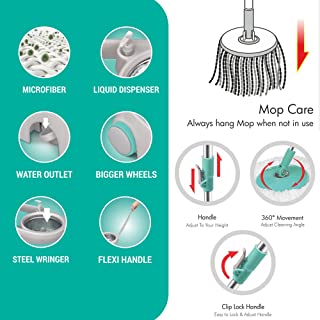 MICROFIBER
LIQUID DISPENSER
WATER OUTLET
BIGGER WHEELS
STEEL WRINGER
FLEXI HANDLE
Mop Care
Always hang Mop when not in use
Handle
Adjust To Your Height
360° Movement
Adjust Cleaning Angle
Clip Lock Handle
Easy to Lock & Adjust Handle